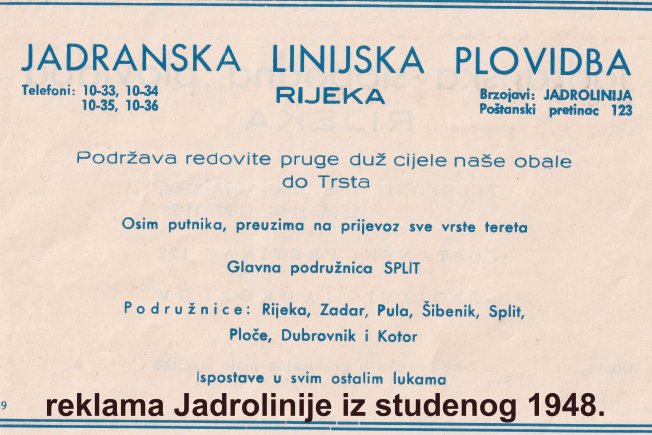 JADRANSKA LINIJSKA PLOVIDBA
Telefoni: 10-33, 10-34
10-35, 10-36
RIJEKA
Brzojavi: JADROLINIJA
Poštanski pretinac 123
Podržava redovite pruge duž cijele naše obale
do Trsta
Osim putnika, preuzima na prijevoz sve vrste tereta
Glavna podružnica SPLIT
Podružnice: Rijeka, Zadar, Pula, Šibenik, Split,
Ploče, Dubrovnik i Kotor
Ispostave u svim ostalim lukama
reklama Jadrolinije iz studenog 1948.